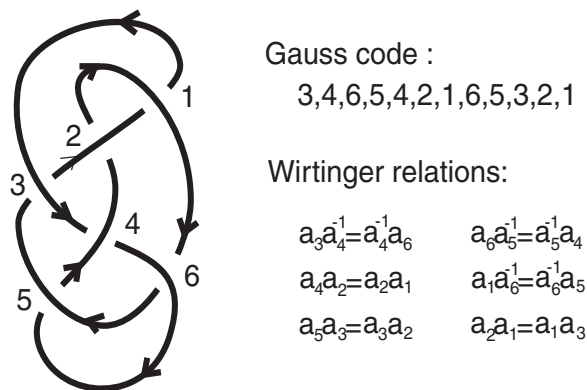 1
2
3
4
6
5
Gauss code :
3,4,6,5,4,2,1,6,5,3,2,1
Wirtinger relations:
a₃a₄⁻¹=a₄⁻¹a₆ a₆a₅⁻¹=a₅⁻¹a₄
a₄a₂=a₂a₁ a₁a₆⁻¹=a₆⁻¹a₅
a₅a₃=a₃a₂ a₂a₁=a₁a₃